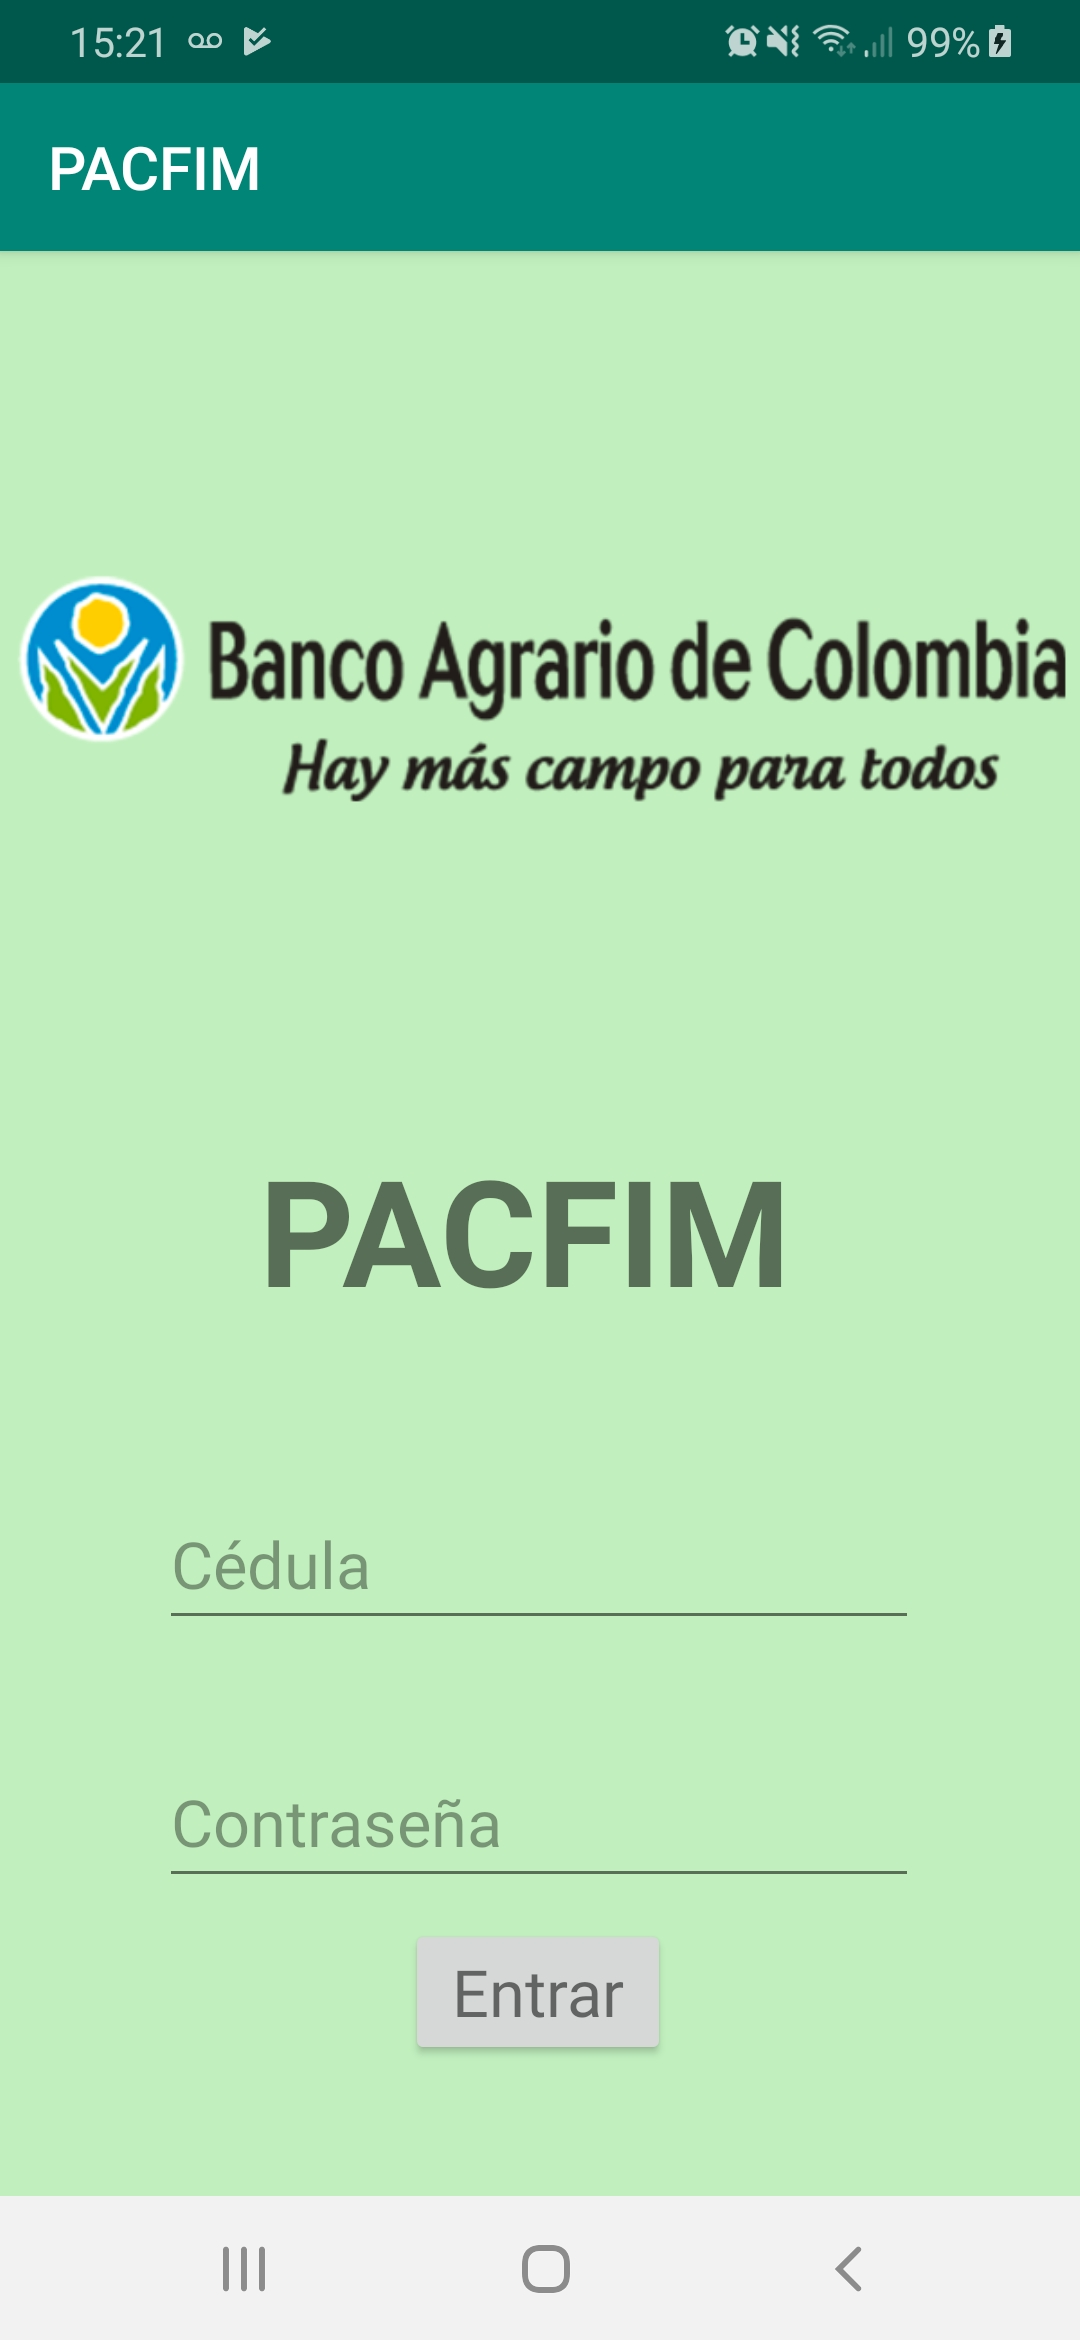 15:21
99%
PACFIM
Banco Agrario de Colombia
Hay más campo para todos
PACFIM
Cédula
Contraseña
Entrar